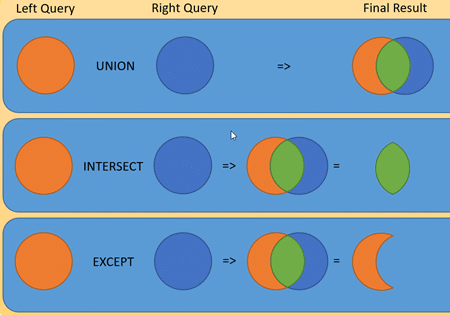 Left Query Right Query Final Result
UNION =>
INTERSECT => =
EXCEPT => =